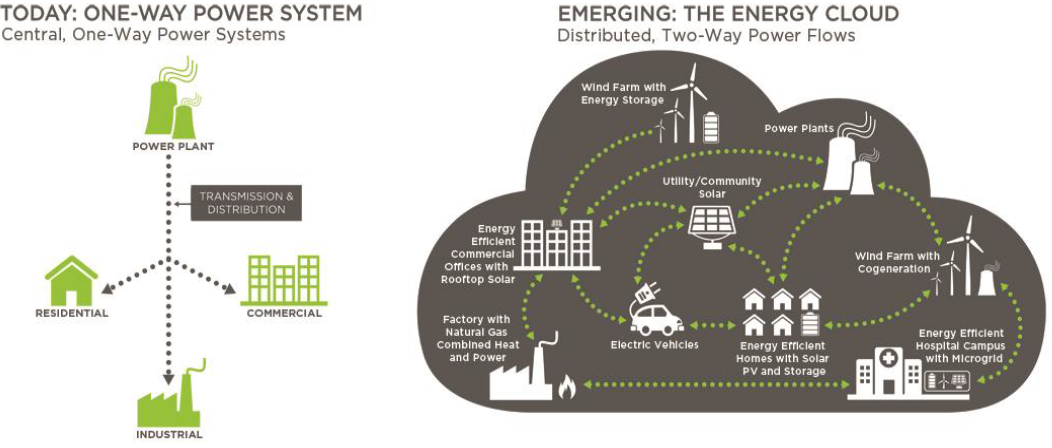 TODAY: ONE-WAY POWER SYSTEM
Central, One-Way Power Systems
POWER PLANT
TRANSMISSION &
DISTRIBUTION
RESIDENTIAL
COMMERCIAL
INDUSTRIAL
EMERGING: THE ENERGY CLOUD
Distributed, Two-Way Power Flows
Wind Farm with
Energy Storage
Power Plants
Utility/Community
Solar
Energy
Efficient
Commercial
Offices with
Rooftop Solar
Wind Farm with
Cogeneration
Factory with
Natural Gas
Combined Heat
and Power
Electric Vehicles
Energy Efficient
Homes with Solar
PV and Storage
Energy Efficient
Hospital Campus
with Microgrid